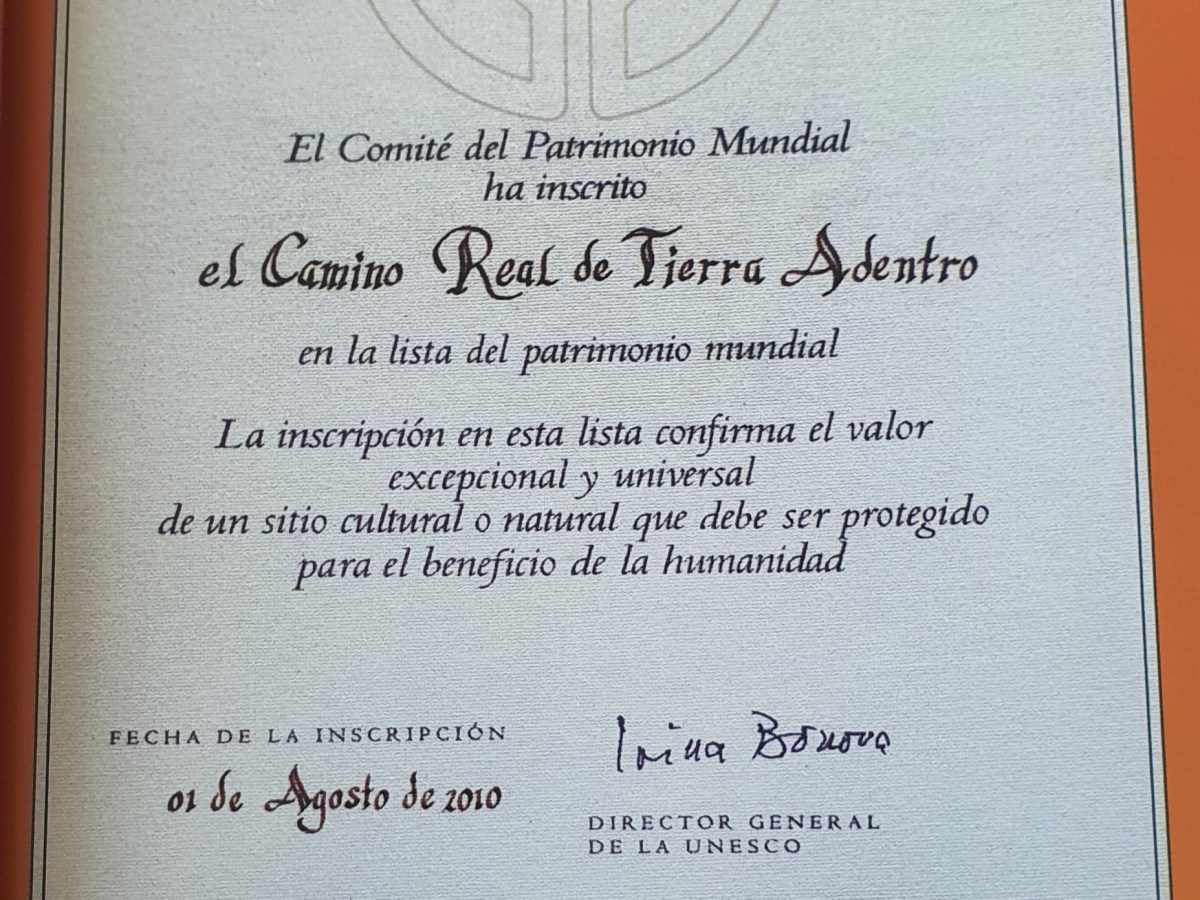 El Comité del Patrimonio Mundial
ha inscrito
el Camino Real de Tierra Adentro
en la lista del patrimonio mundial
La inscripción en esta lista confirma el valor
excepcional y universal
de un sitio cultural o natural que debe ser protegido
para el beneficio de la humanidad
FECHA DE LA INSCRIPCIÓN
01 de Agosto de 2010
Irina Bokova
DIRECTOR GENERAL
DE LA UNESCO